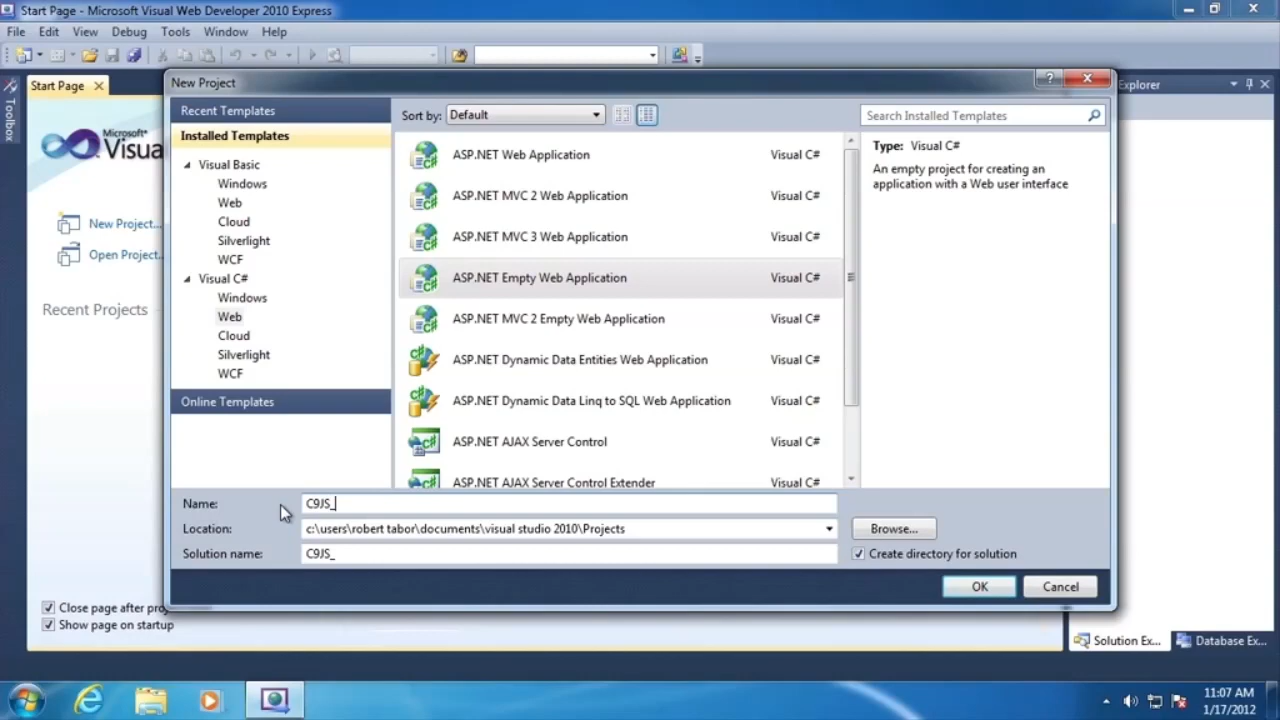 Start Page - Microsoft Visual Web Developer 2010 Express
File Edit View Debug Tools Window Help
Toolbox
Start Page
Explorer
Microsoft®
Visua
New Project...
Open Project...
Recent Projects
Close page after proj
Show page on startup
New Project
Recent Templates
Installed Templates
Visual Basic
Windows
Web
Cloud
Silverlight
WCF
Visual C#
Windows
Web
Cloud
Silverlight
WCF
Online Templates
Sort by: Default
ASP.NET Web Application Visual C#
ASP.NET MVC 2 Web Application Visual C#
ASP.NET MVC 3 Web Application Visual C#
ASP.NET Empty Web Application Visual C#
ASP.NET MVC 2 Empty Web Application Visual C#
ASP.NET Dynamic Data Entities Web Application Visual C#
ASP.NET Dynamic Data Linq to SQL Web Application Visual C#
ASP.NET AJAX Server Control Visual C#
ASP.NET AJAX Server Control Extender Visual C#
Search Installed Templates
Type: Visual C#
An empty project for creating an
application with a Web user interface
Name: C9JS_
Location: c:\users\robert tabor\documents\visual studio 2010\Projects
Browse...
Solution name: C9JS_
Create directory for solution
OK Cancel
Solution Ex... Database Ex...
11:07 AM
1/17/2012